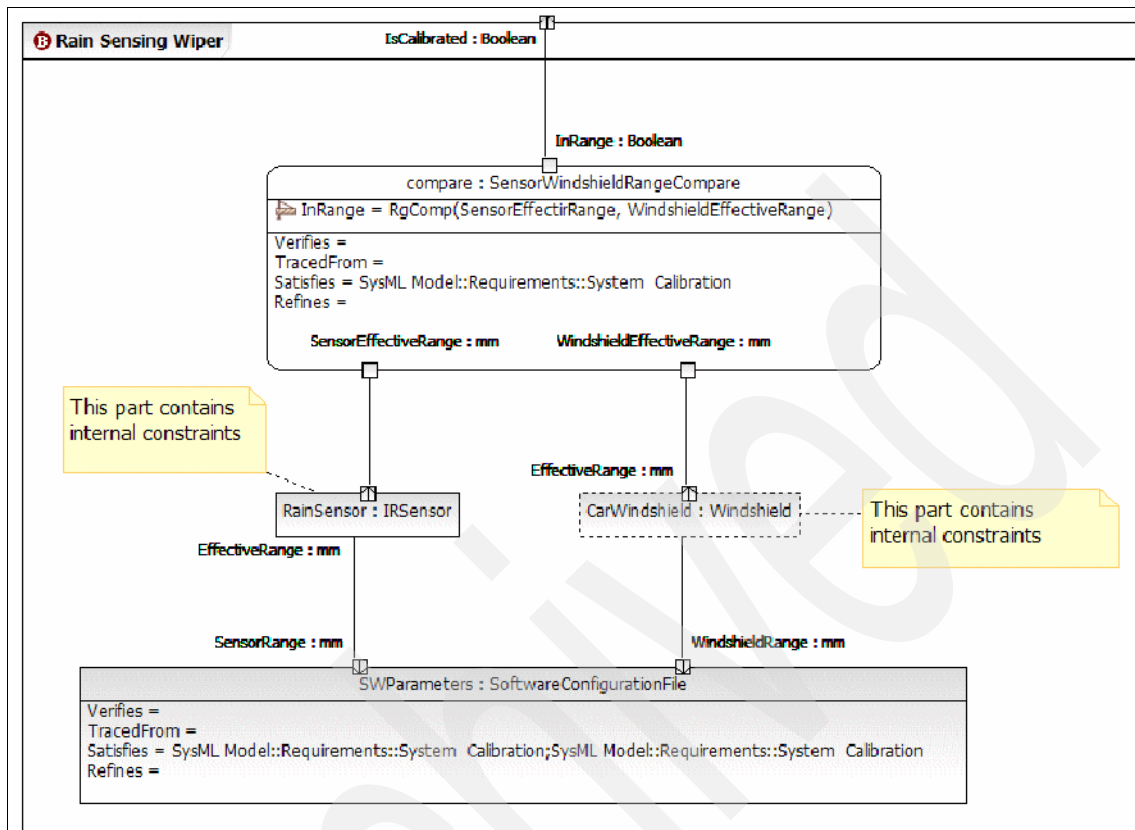 Rain Sensing Wiper
IsCalibrated : Boolean
InRange : Boolean
compare : SensorWindshieldRangeCompare
InRange = RgComp(SensorEffectirRange, WindshieldEffectiveRange)
Verifies =
TracedFrom =
Satisfies = SysML Model::Requirements::System Calibration
Refines =
SensorEffectiveRange : mm
WindshieldEffectiveRange : mm
This part contains
internal constraints
EffectiveRange : mm
RainSensor : IRSensor
CarWindshield : Windshield
This part contains
internal constraints
EffectiveRange : mm
SensorRange : mm
WindshieldRange : mm
SWParameters : SoftwareConfigurationFile
Verifies =
TracedFrom =
Satisfies = SysML Model::Requirements::System Calibration;SysML Model::Requirements::System Calibration
Refines =